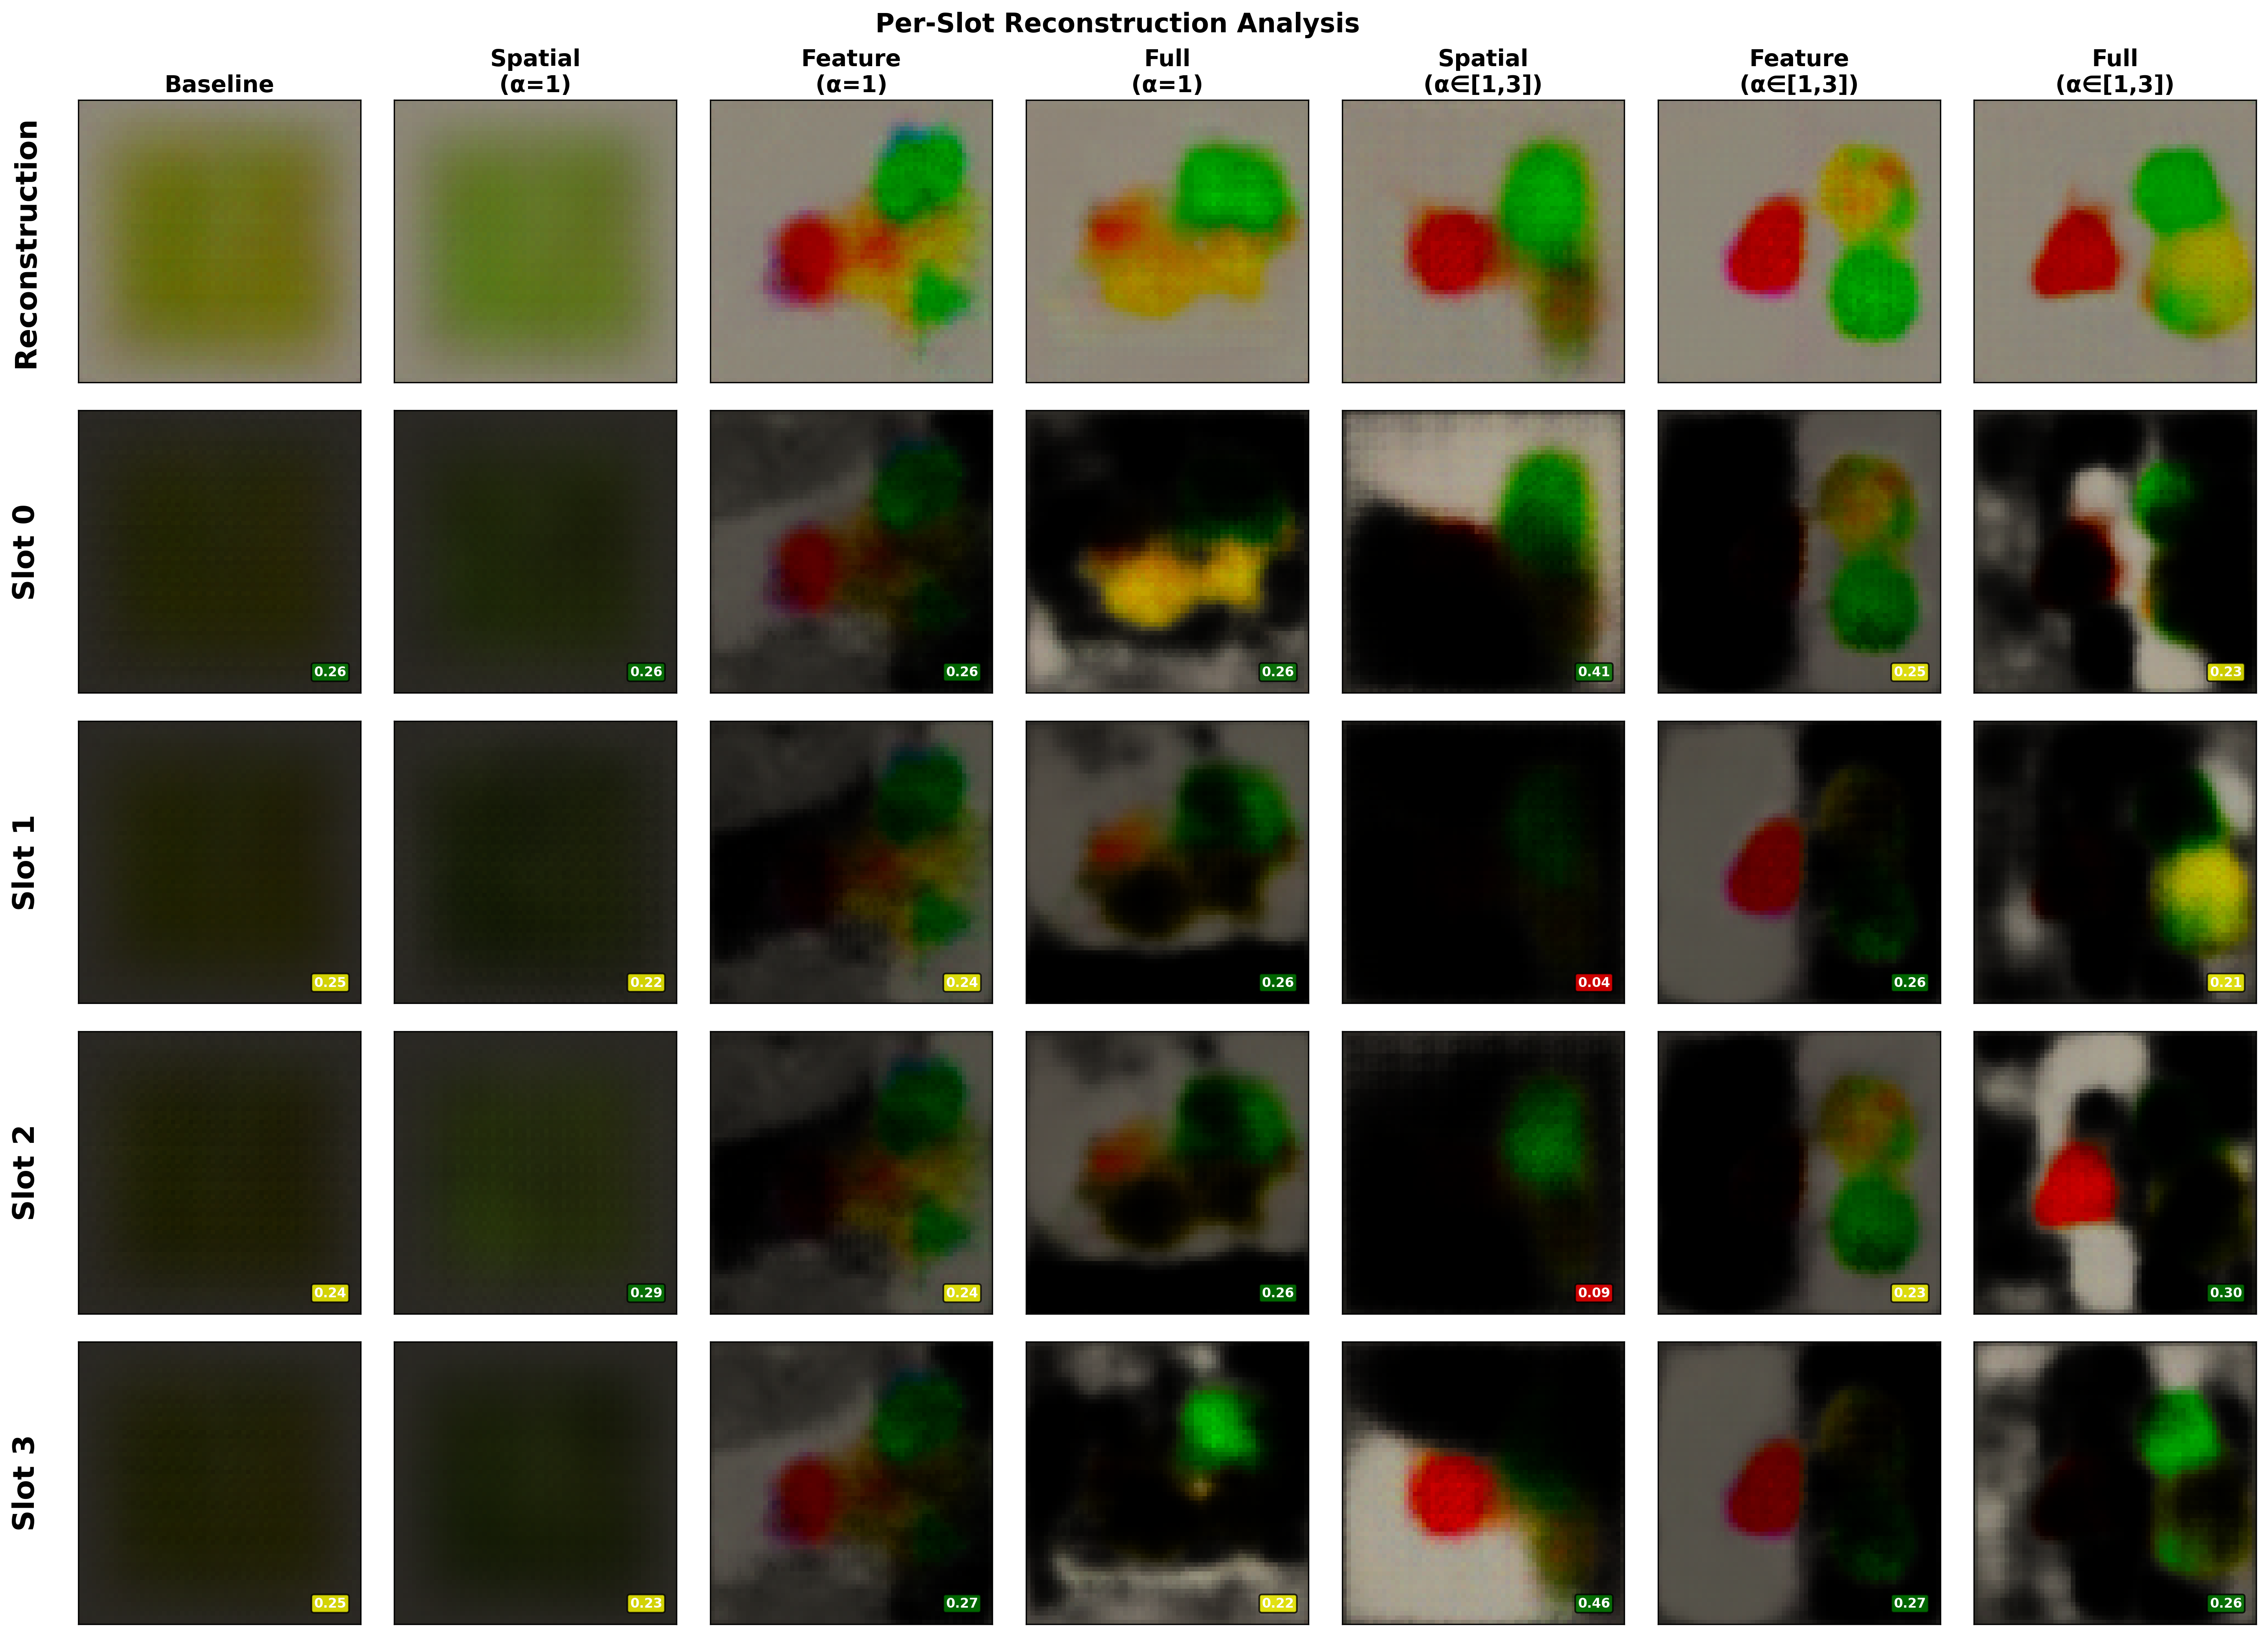 Per-Slot Reconstruction Analysis
Baseline
Spatial
(α=1)
Feature
(α=1)
Full
(α=1)
Spatial
(α∈[1,3])
Feature
(α∈[1,3])
Full
(α∈[1,3])
Reconstruction
Slot 0
0.26
0.26
0.26
0.26
0.41
0.25
0.23
Slot 1
0.25
0.22
0.24
0.26
0.04
0.26
0.21
Slot 2
0.24
0.29
0.24
0.26
0.09
0.23
0.30
Slot 3
0.25
0.23
0.27
0.22
0.46
0.27
0.26